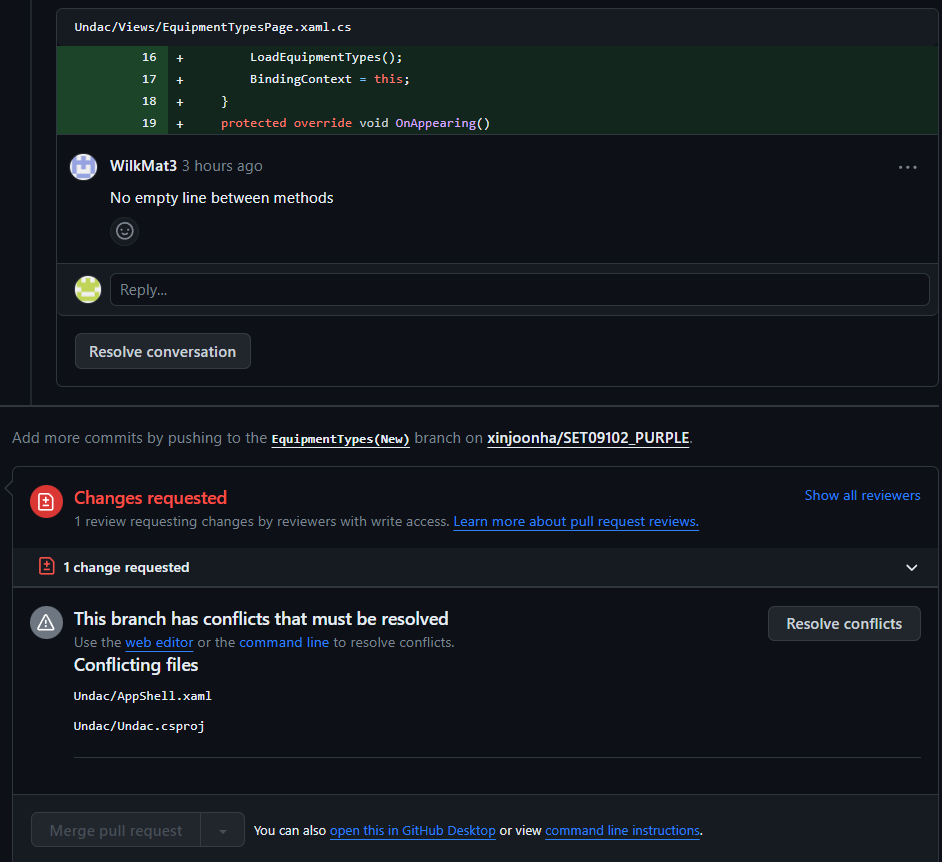 Undac/Views/EquipmentTypesPage.xaml.cs
16 + LoadEquipmentTypes();
17 + BindingContext = this;
18 + }
19 + protected override void OnAppearing()
WilkMat3 3 hours ago
No empty line between methods
Reply...
Resolve conversation
Add more commits by pushing to the EquipmentTypes(New) branch on xinjoonha/SET09102_PURPLE.
Changes requested
Show all reviewers
1 review requesting changes by reviewers with write access. Learn more about pull request reviews.
1 change requested
This branch has conflicts that must be resolved
Resolve conflicts
Use the web editor or the command line to resolve conflicts.
Conflicting files
Undac/AppShell.xaml
Undac/Undac.csproj
Merge pull request
You can also open this in GitHub Desktop or view command line instructions.